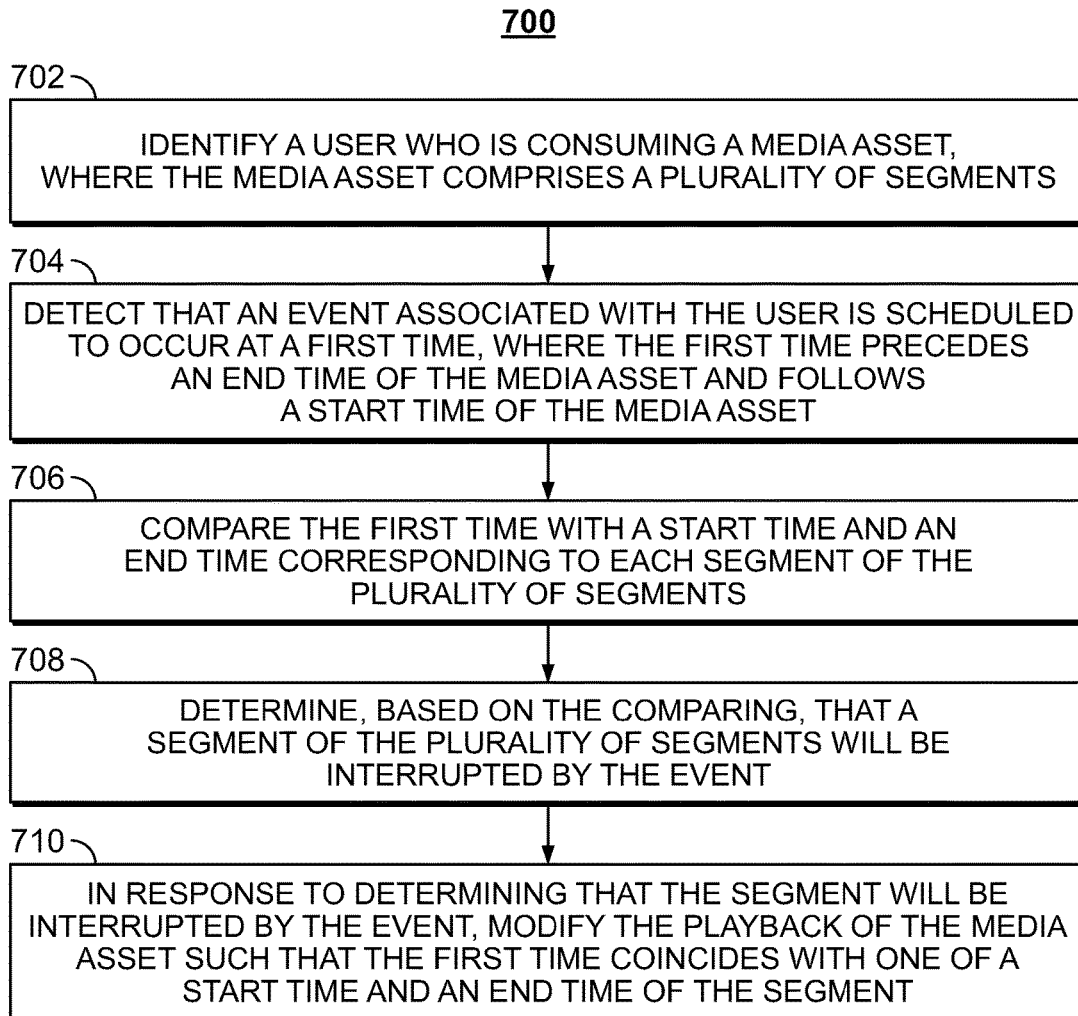 700
702
IDENTIFY A USER WHO IS CONSUMING A MEDIA ASSET,
WHERE THE MEDIA ASSET COMPRISES A PLURALITY OF SEGMENTS
704
DETECT THAT AN EVENT ASSOCIATED WITH THE USER IS SCHEDULED
TO OCCUR AT A FIRST TIME, WHERE THE FIRST TIME PRECEDES
AN END TIME OF THE MEDIA ASSET AND FOLLOWS
A START TIME OF THE MEDIA ASSET
706
COMPARE THE FIRST TIME WITH A START TIME AND AN
END TIME CORRESPONDING TO EACH SEGMENT OF THE
PLURALITY OF SEGMENTS
708
DETERMINE, BASED ON THE COMPARING, THAT A
SEGMENT OF THE PLURALITY OF SEGMENTS WILL BE
INTERRUPTED BY THE EVENT
710
IN RESPONSE TO DETERMINING THAT THE SEGMENT WILL BE
INTERRUPTED BY THE EVENT, MODIFY THE PLAYBACK OF THE MEDIA
ASSET SUCH THAT THE FIRST TIME COINCIDES WITH ONE OF A
START TIME AND AN END TIME OF THE SEGMENT